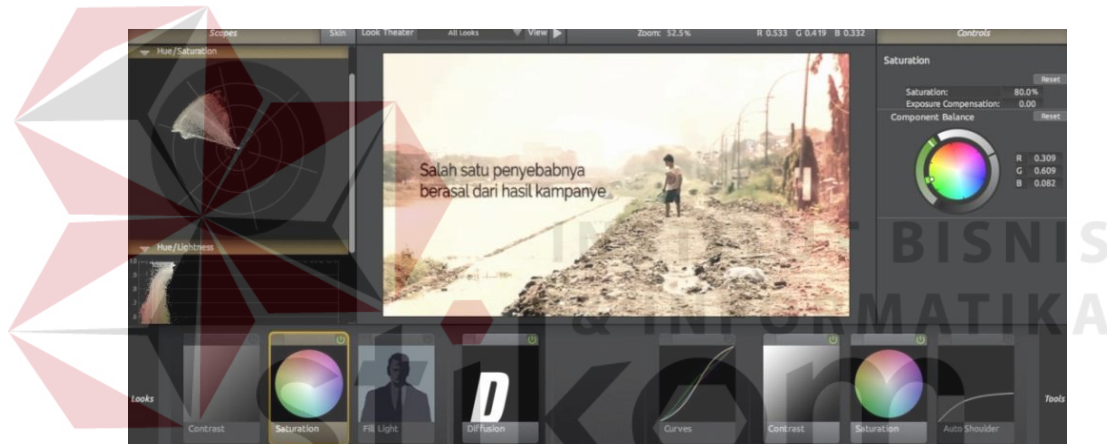 Scopes Skin Look Theater All Looks View Zoom: 52.5% R 0.533 G 0.419 B 0.332 Controls
Hue/Saturation
Saturation
Reset
Saturation: 80.0%
Exposure Compensation: 0.00
Component Balance Reset
R 0.309
G 0.609
B 0.082
Salah satu penyebabnya
berasal dari hasil kampanye
Hue/Lightness
INSTITUT BISNIS
& INFORMATIKA
stikom
D
Looks
Tools
Contrast Saturation Fill Light Diffusion Curves Contrast Saturation Auto Shoulder